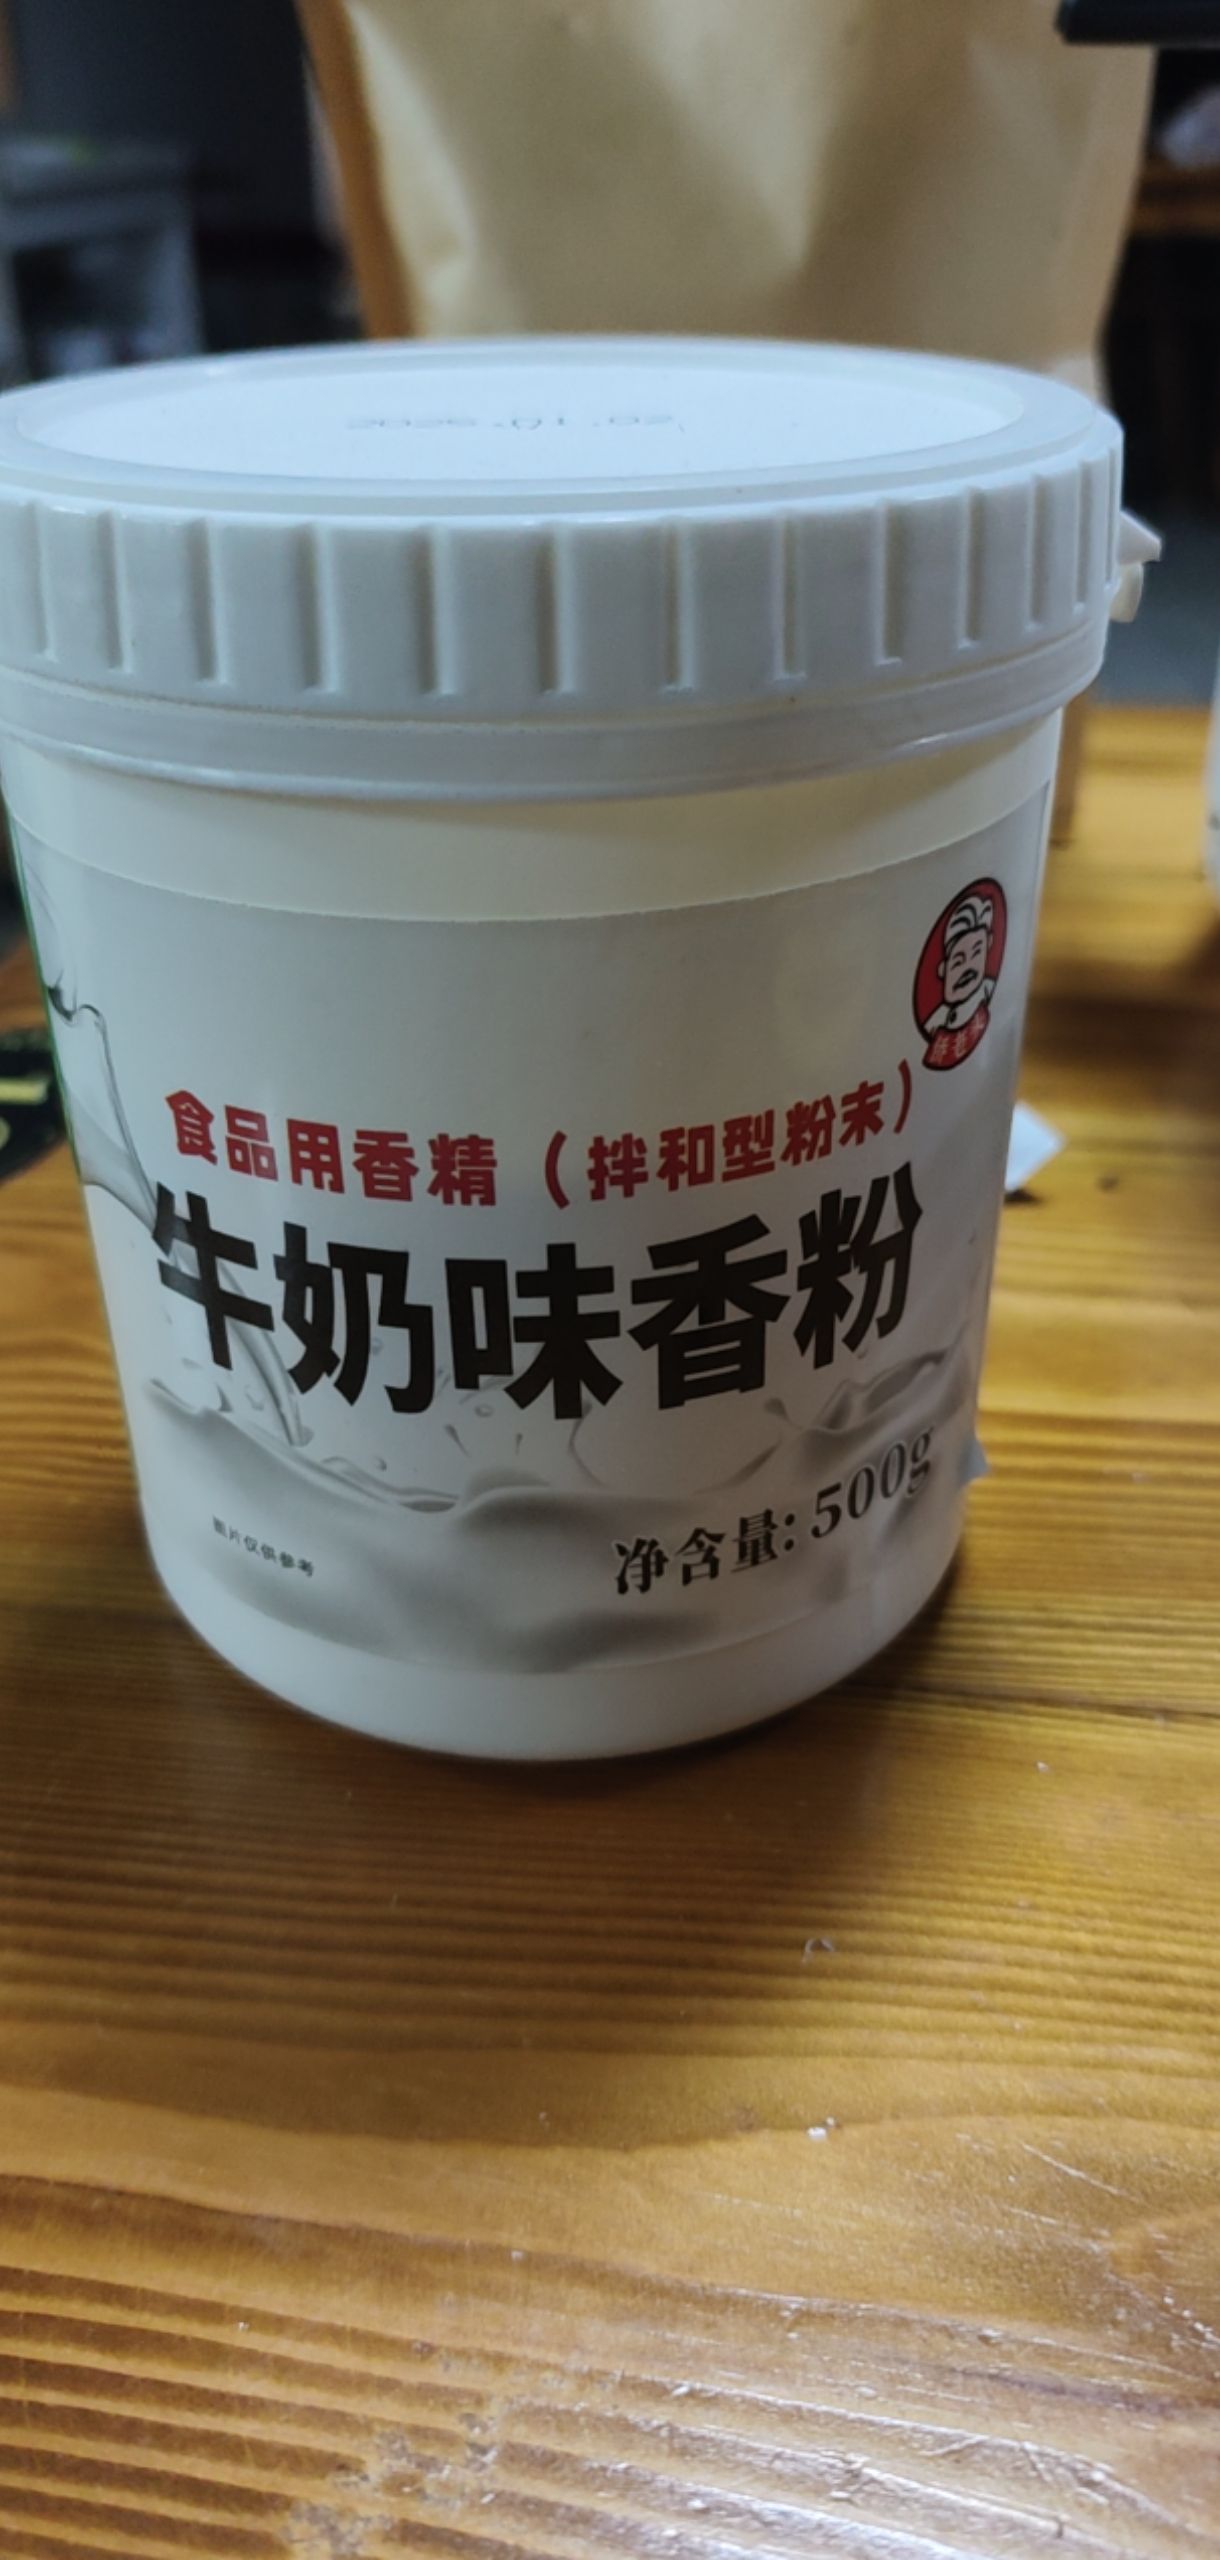 食品用香精（拌和型粉末）
牛奶味香粉
净含量：500g
图片仅供参考